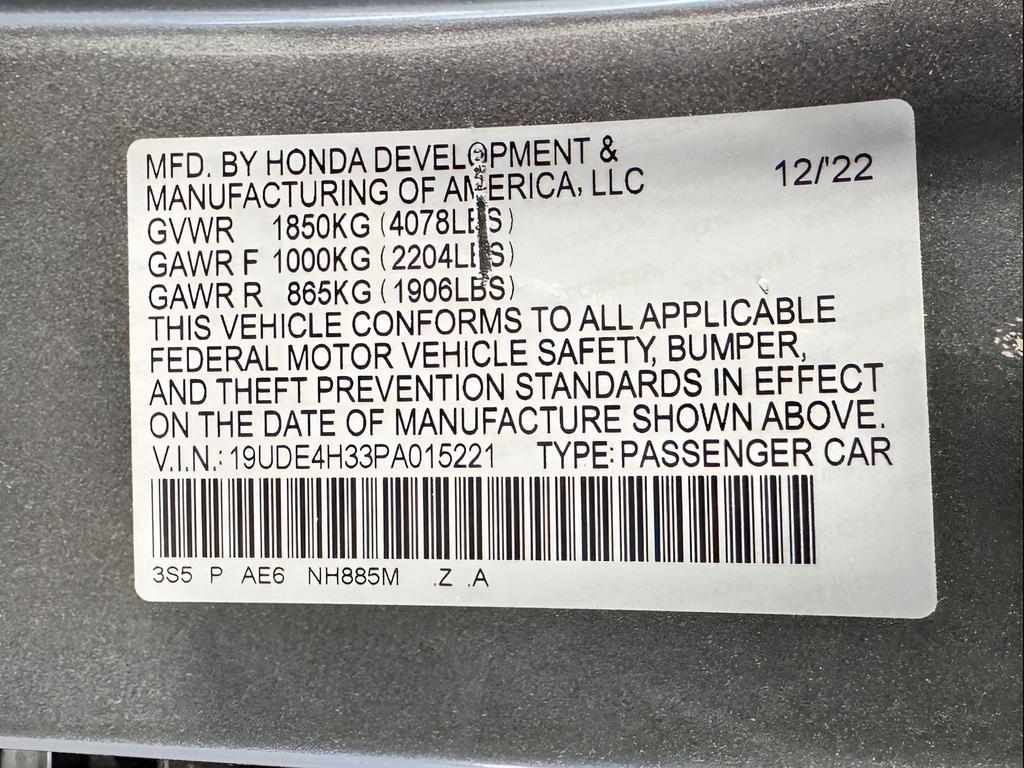 MFD. BY HONDA DEVELOPMENT &
MANUFACTURING OF AMERICA, LLC 12/'22
GVWR 1850KG (4078LBS)
GAWR F 1000KG (2204LBS)
GAWR R 865KG (1906LBS)
THIS VEHICLE CONFORMS TO ALL APPLICABLE
FEDERAL MOTOR VEHICLE SAFETY, BUMPER,
AND THEFT PREVENTION STANDARDS IN EFFECT
ON THE DATE OF MANUFACTURE SHOWN ABOVE.
V.I.N.: 19UDE4H33PA015221 TYPE: PASSENGER CAR
3S5 P AE6 NH885M .Z .A